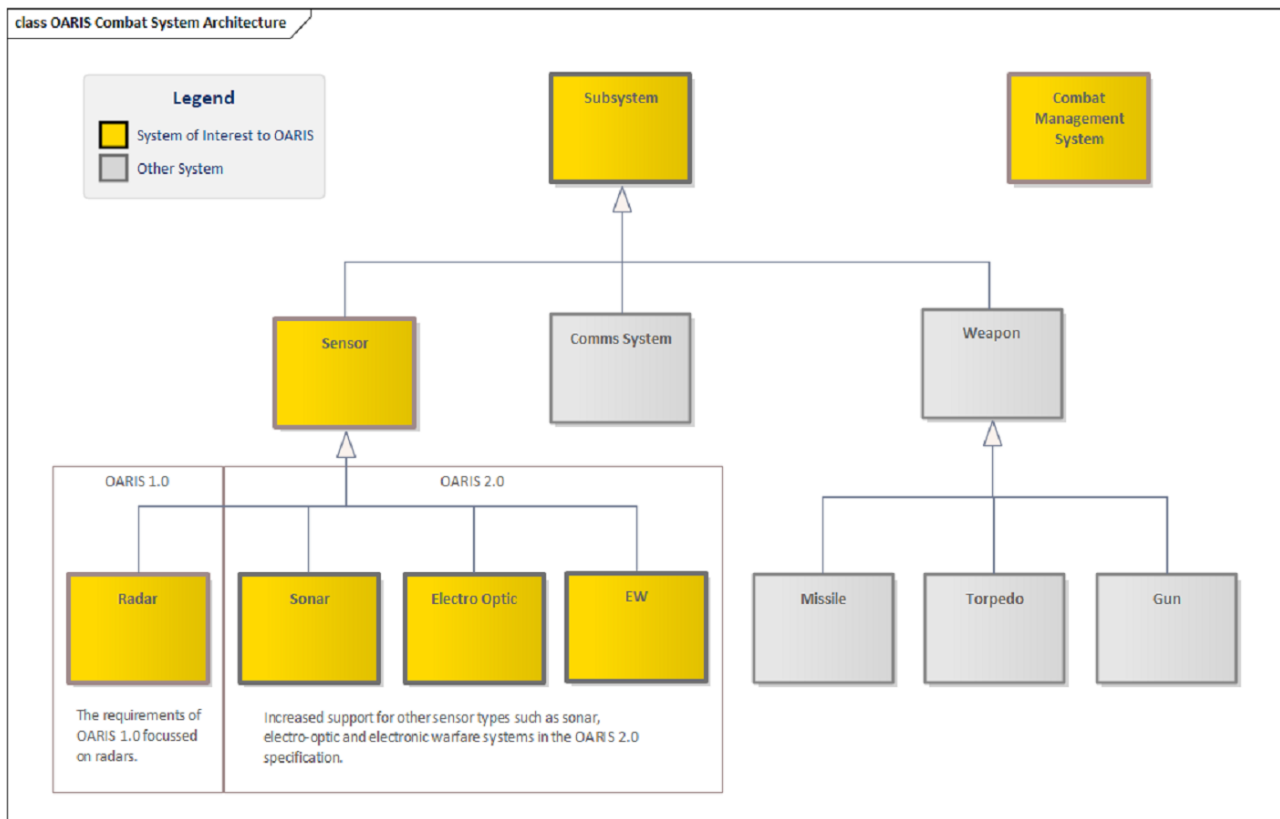 class OARIS Combat System Architecture
Legend
System of Interest to OARIS
Other System
Subsystem
Combat
Management
System
Sensor
Comms System
Weapon
OARIS 1.0
OARIS 2.0
Radar
Sonar
Electro Optic
EW
Missile
Torpedo
Gun
The requirements of
OARIS 1.0 focussed
on radars.
Increased support for other sensor types such as sonar,
electro-optic and electronic warfare systems in the OARIS 2.0
specification.